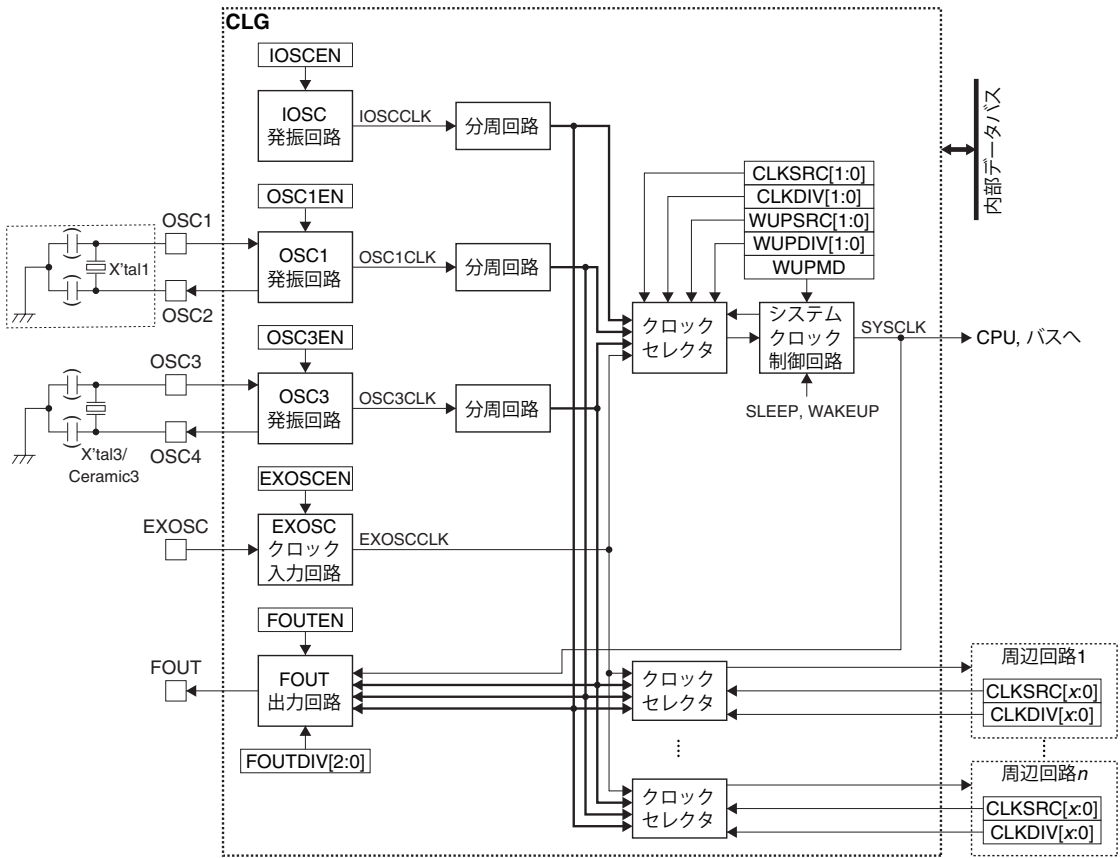 CLG
IOSCEN
IOSC
発振回路
IOSCCLK
分周回路
内部データバス
OSC1EN
OSC1
OSC1
発振回路
OSC1CLK
分周回路
X'tal1
OSC2
CLKSRC[1:0]
CLKDIV[1:0]
WUPSRC[1:0]
WUPDIV[1:0]
WUPMD
クロック
セレクタ
システム
クロック
制御回路
SYSCLK
CPU, バスへ
SLEEP, WAKEUP
OSC3EN
OSC3
OSC3
発振回路
OSC3CLK
分周回路
OSC4
X'tal3/
Ceramic3
EXOSCEN
EXOSC
EXOSC
クロック
入力回路
EXOSCCLK
FOUTEN
FOUT
FOUT
出力回路
FOUTDIV[2:0]
クロック
セレクタ
周辺回路1
CLKSRC[x:0]
CLKDIV[x:0]
クロック
セレクタ
周辺回路n
CLKSRC[x:0]
CLKDIV[x:0]